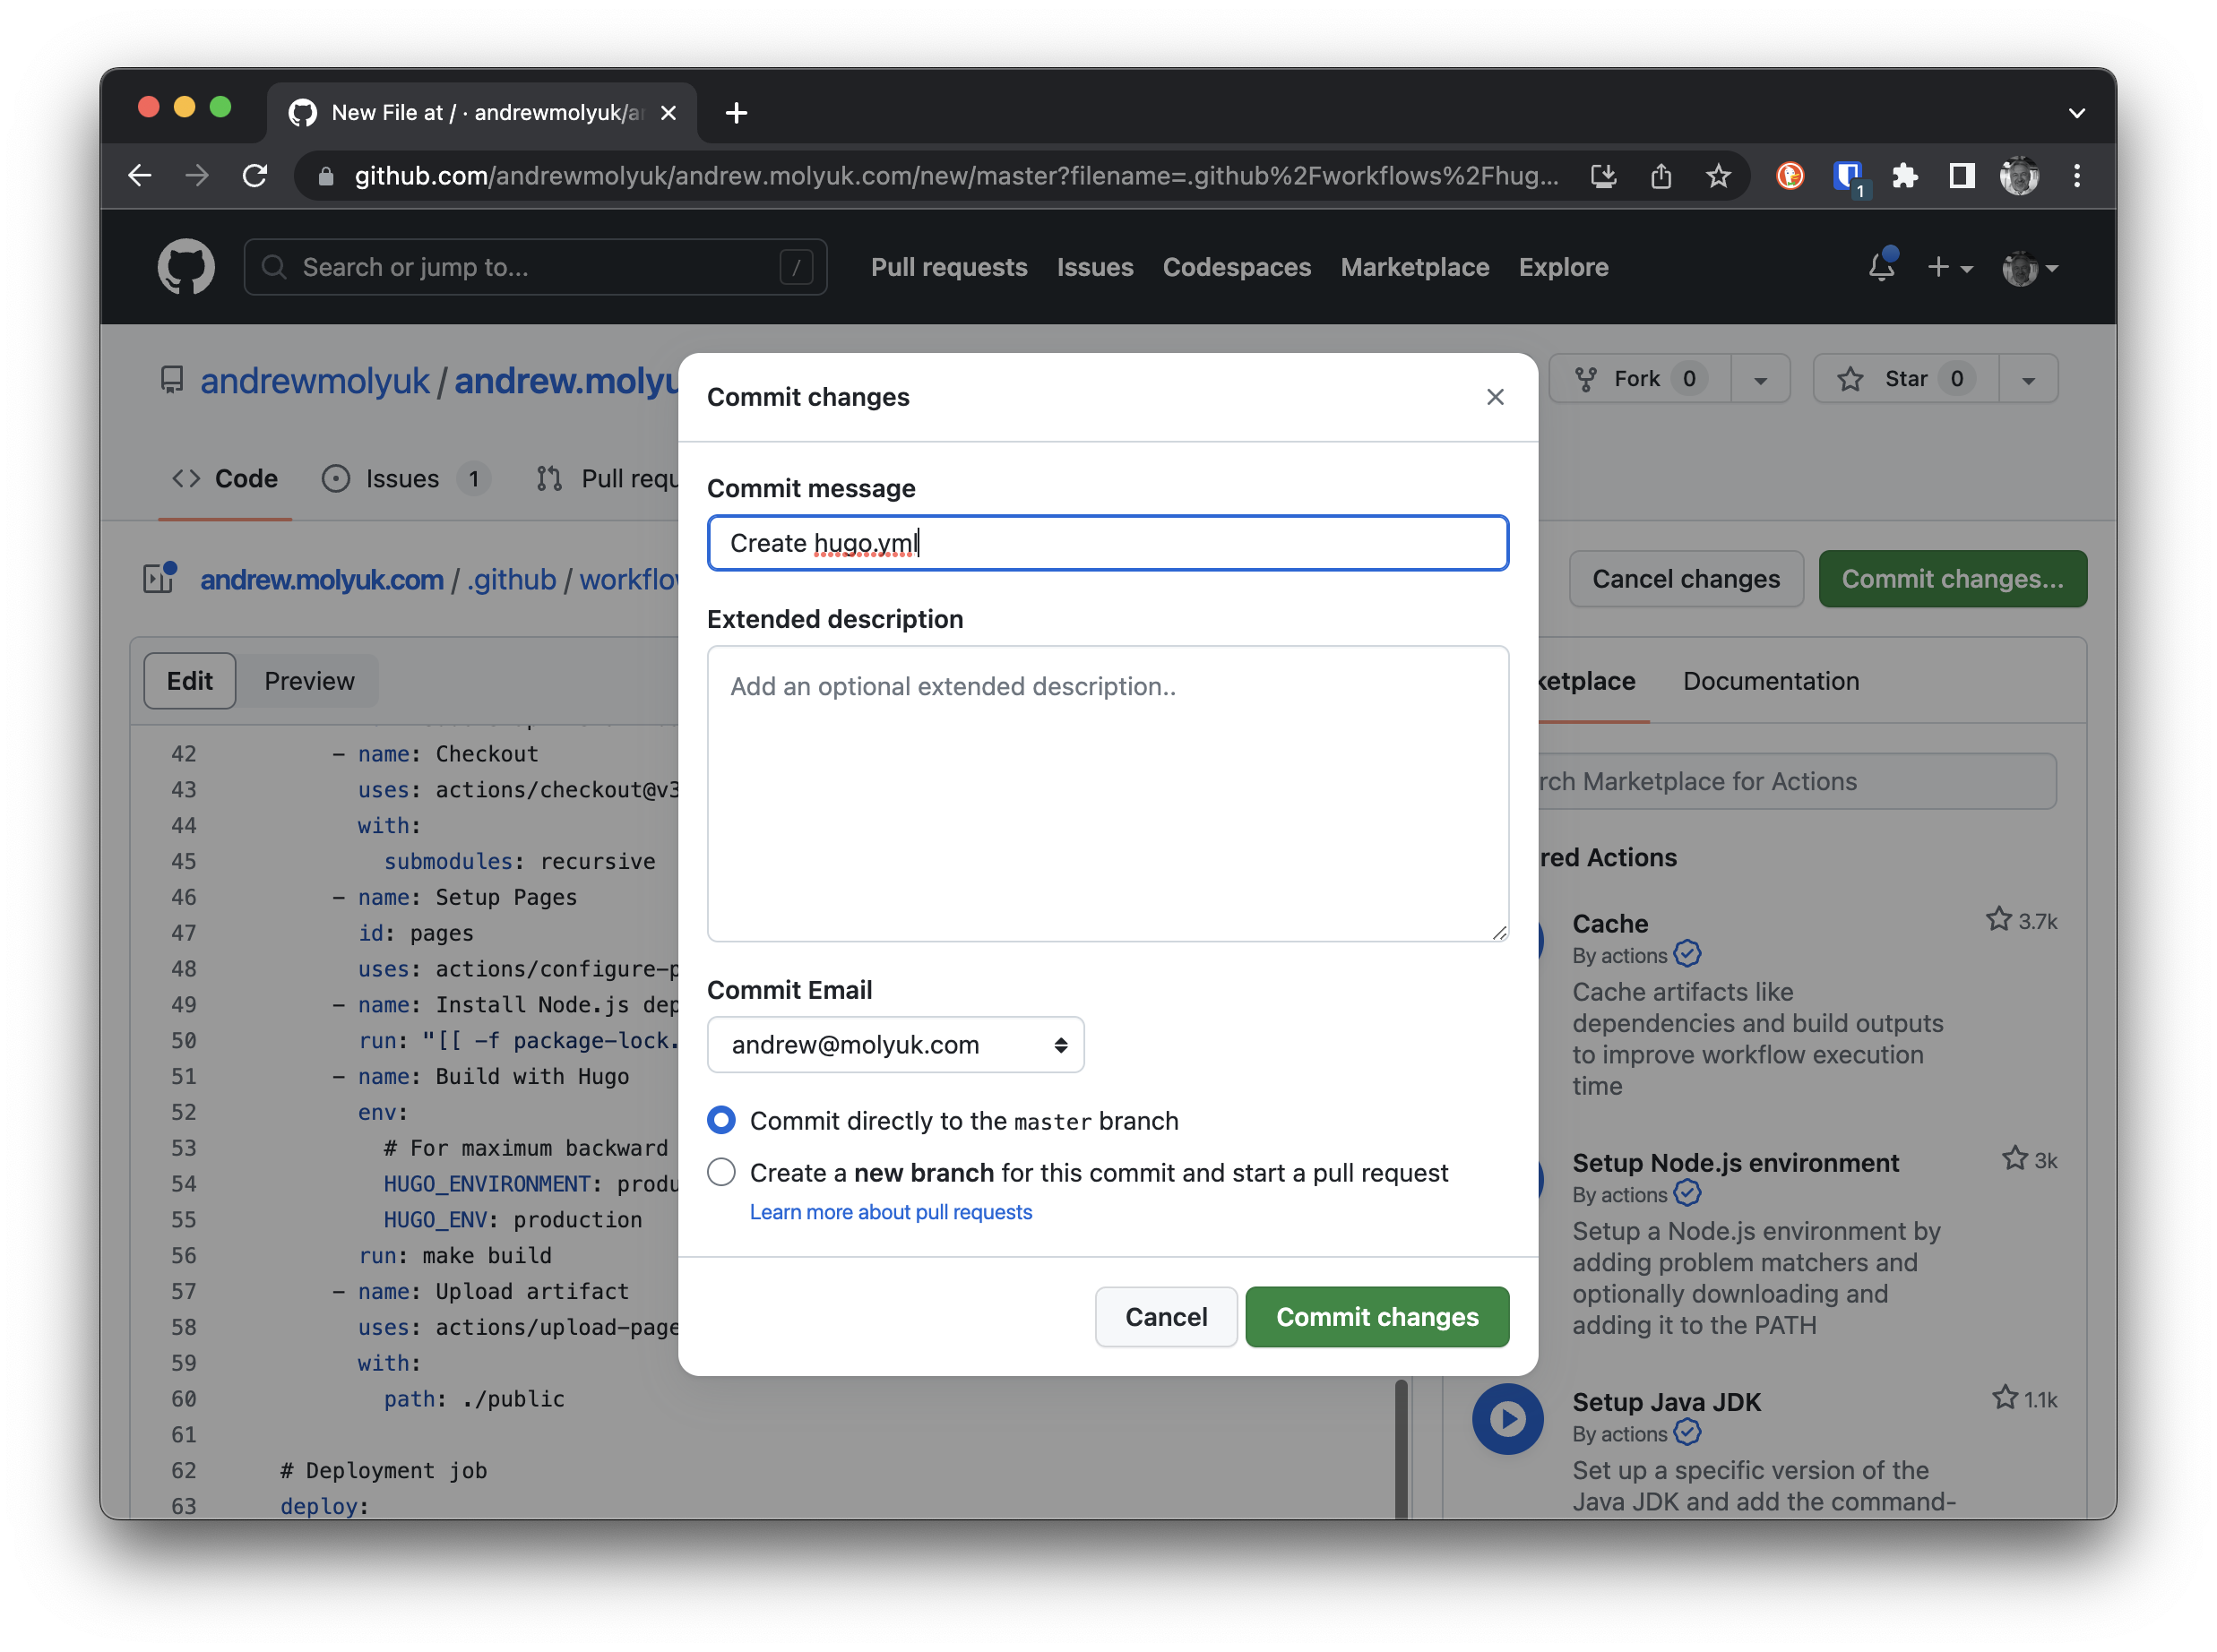 New File at / · andrewmolyuk/a
github.com/andrewmolyuk/andrew.molyuk.com/new/master?filename=.github%2Fworkflows%2Fhug...
1
Search or jump to...
/
Pull requests
Issues
Codespaces
Marketplace
Explore
andrewmolyuk / andrew.molyu
Fork 0
Star 0
Code
Issues 1
Pull requ
andrew.molyuk.com / .github / workflow
Cancel changes
Commit changes...
Edit
Preview
42 - name: Checkout
43 uses: actions/checkout@v3
44 with:
45 submodules: recursive
46 - name: Setup Pages
47 id: pages
48 uses: actions/configure-p
49 - name: Install Node.js dep
50 run: "[[ -f package-lock.
51 - name: Build with Hugo
52 env:
53 # For maximum backward
54 HUGO_ENVIRONMENT: produ
55 HUGO_ENV: production
56 run: make build
57 - name: Upload artifact
58 uses: actions/upload-page
59 with:
60 path: ./public
61
62 # Deployment job
63 deploy:
Commit changes
Commit message
Create hugo.yml
Extended description
Add an optional extended description..
Commit Email
andrew@molyuk.com
Commit directly to the master branch
Create a new branch for this commit and start a pull request
Learn more about pull requests
Cancel
Commit changes
ketplace
Documentation
rch Marketplace for Actions
red Actions
Cache
3.7k
By actions
Cache artifacts like
dependencies and build outputs
to improve workflow execution
time
Setup Node.js environment
3k
By actions
Setup a Node.js environment by
adding problem matchers and
optionally downloading and
adding it to the PATH
Setup Java JDK
1.1k
By actions
Set up a specific version of the
Java JDK and add the command-